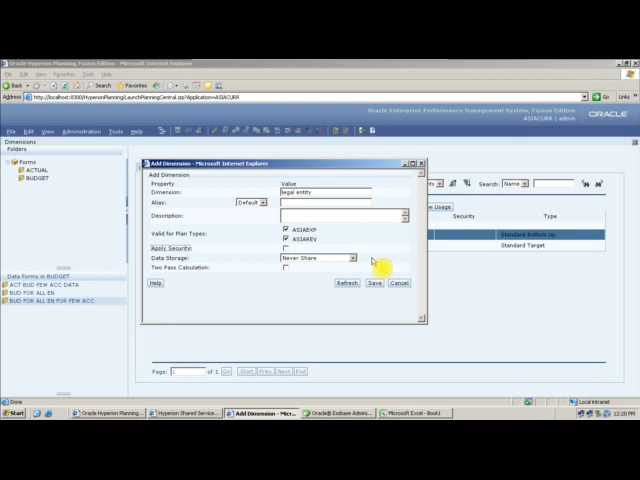 Oracle Hyperion Planning, Fusion Edition - Microsoft Internet Explorer
File Edit View Favorites Tools Help
Back Search Favorites
Address http://localhost:8300/HyperionPlanning/LaunchPlanningCentral.jsp?Application=ASIACURR Go Links »
Oracle Enterprise Performance Management System, Fusion Edition
ASIACURR | admin
ORACLE
File Edit View Administration Tools Help
Dimensions
Folders
Forms
ACTUAL
BUDGET
Search: Name
Usage
Security Type
Standard Bottom Up
Standard Target
Add Dimension - Microsoft Internet Explorer
Add Dimension
Property Value
Dimension: legal entity
Alias: Default
Description:
Valid for Plan Types: ASIAEXP
ASIAREV
Apply Security
Data Storage: Never Share
Two Pass Calculation:
Help Refresh Save Cancel
Data Forms in BUDGET
ACT BUD FOR FEW ACC DATA
BUD FOR ALL EN
BUD FOR ALL EN FOR FEW ACC
Page: 1 of 1 Go Start Prev Next End
Done Local intranet
Start Oracle Hyperion Planning... Hyperion Shared Service... Add Dimension - Micr... Oracle® Essbase Admini... Microsoft Excel - Book1 12:20 PM